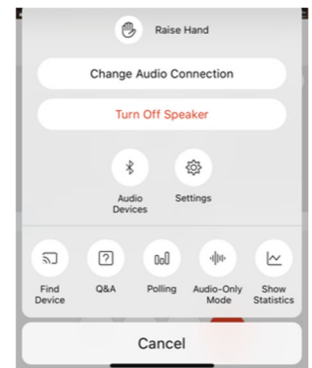 Raise Hand
Change Audio Connection
Turn Off Speaker
Audio
Devices
Settings
Find
Device
Q&A
Polling
Audio-Only
Mode
Show
Statistics
Cancel